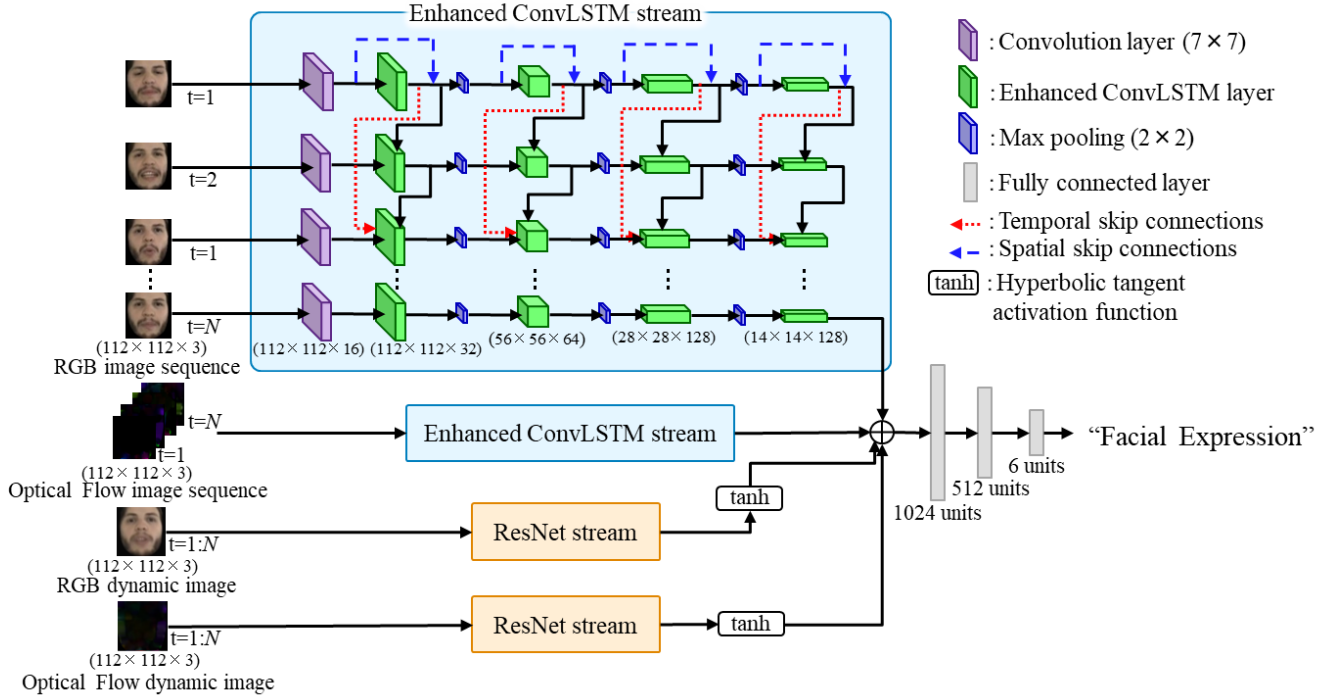 Enhanced ConvLSTM stream
t=1
t=2
t=1
t=N
(112×112×3)
RGB image sequence
(112×112×16)
(112×112×32)
(56×56×64)
(28×28×128)
(14×14×128)
: Convolution layer (7×7)
: Enhanced ConvLSTM layer
: Max pooling (2×2)
: Fully connected layer
: Temporal skip connections
: Spatial skip connections
tanh : Hyperbolic tangent
activation function
t=N
t=1
(112×112×3)
Optical Flow image sequence
Enhanced ConvLSTM stream
t=1:N
(112×112×3)
RGB dynamic image
ResNet stream
tanh
t=1:N
(112×112×3)
Optical Flow dynamic image
ResNet stream
tanh
1024 units
512 units
6 units
“Facial Expression”